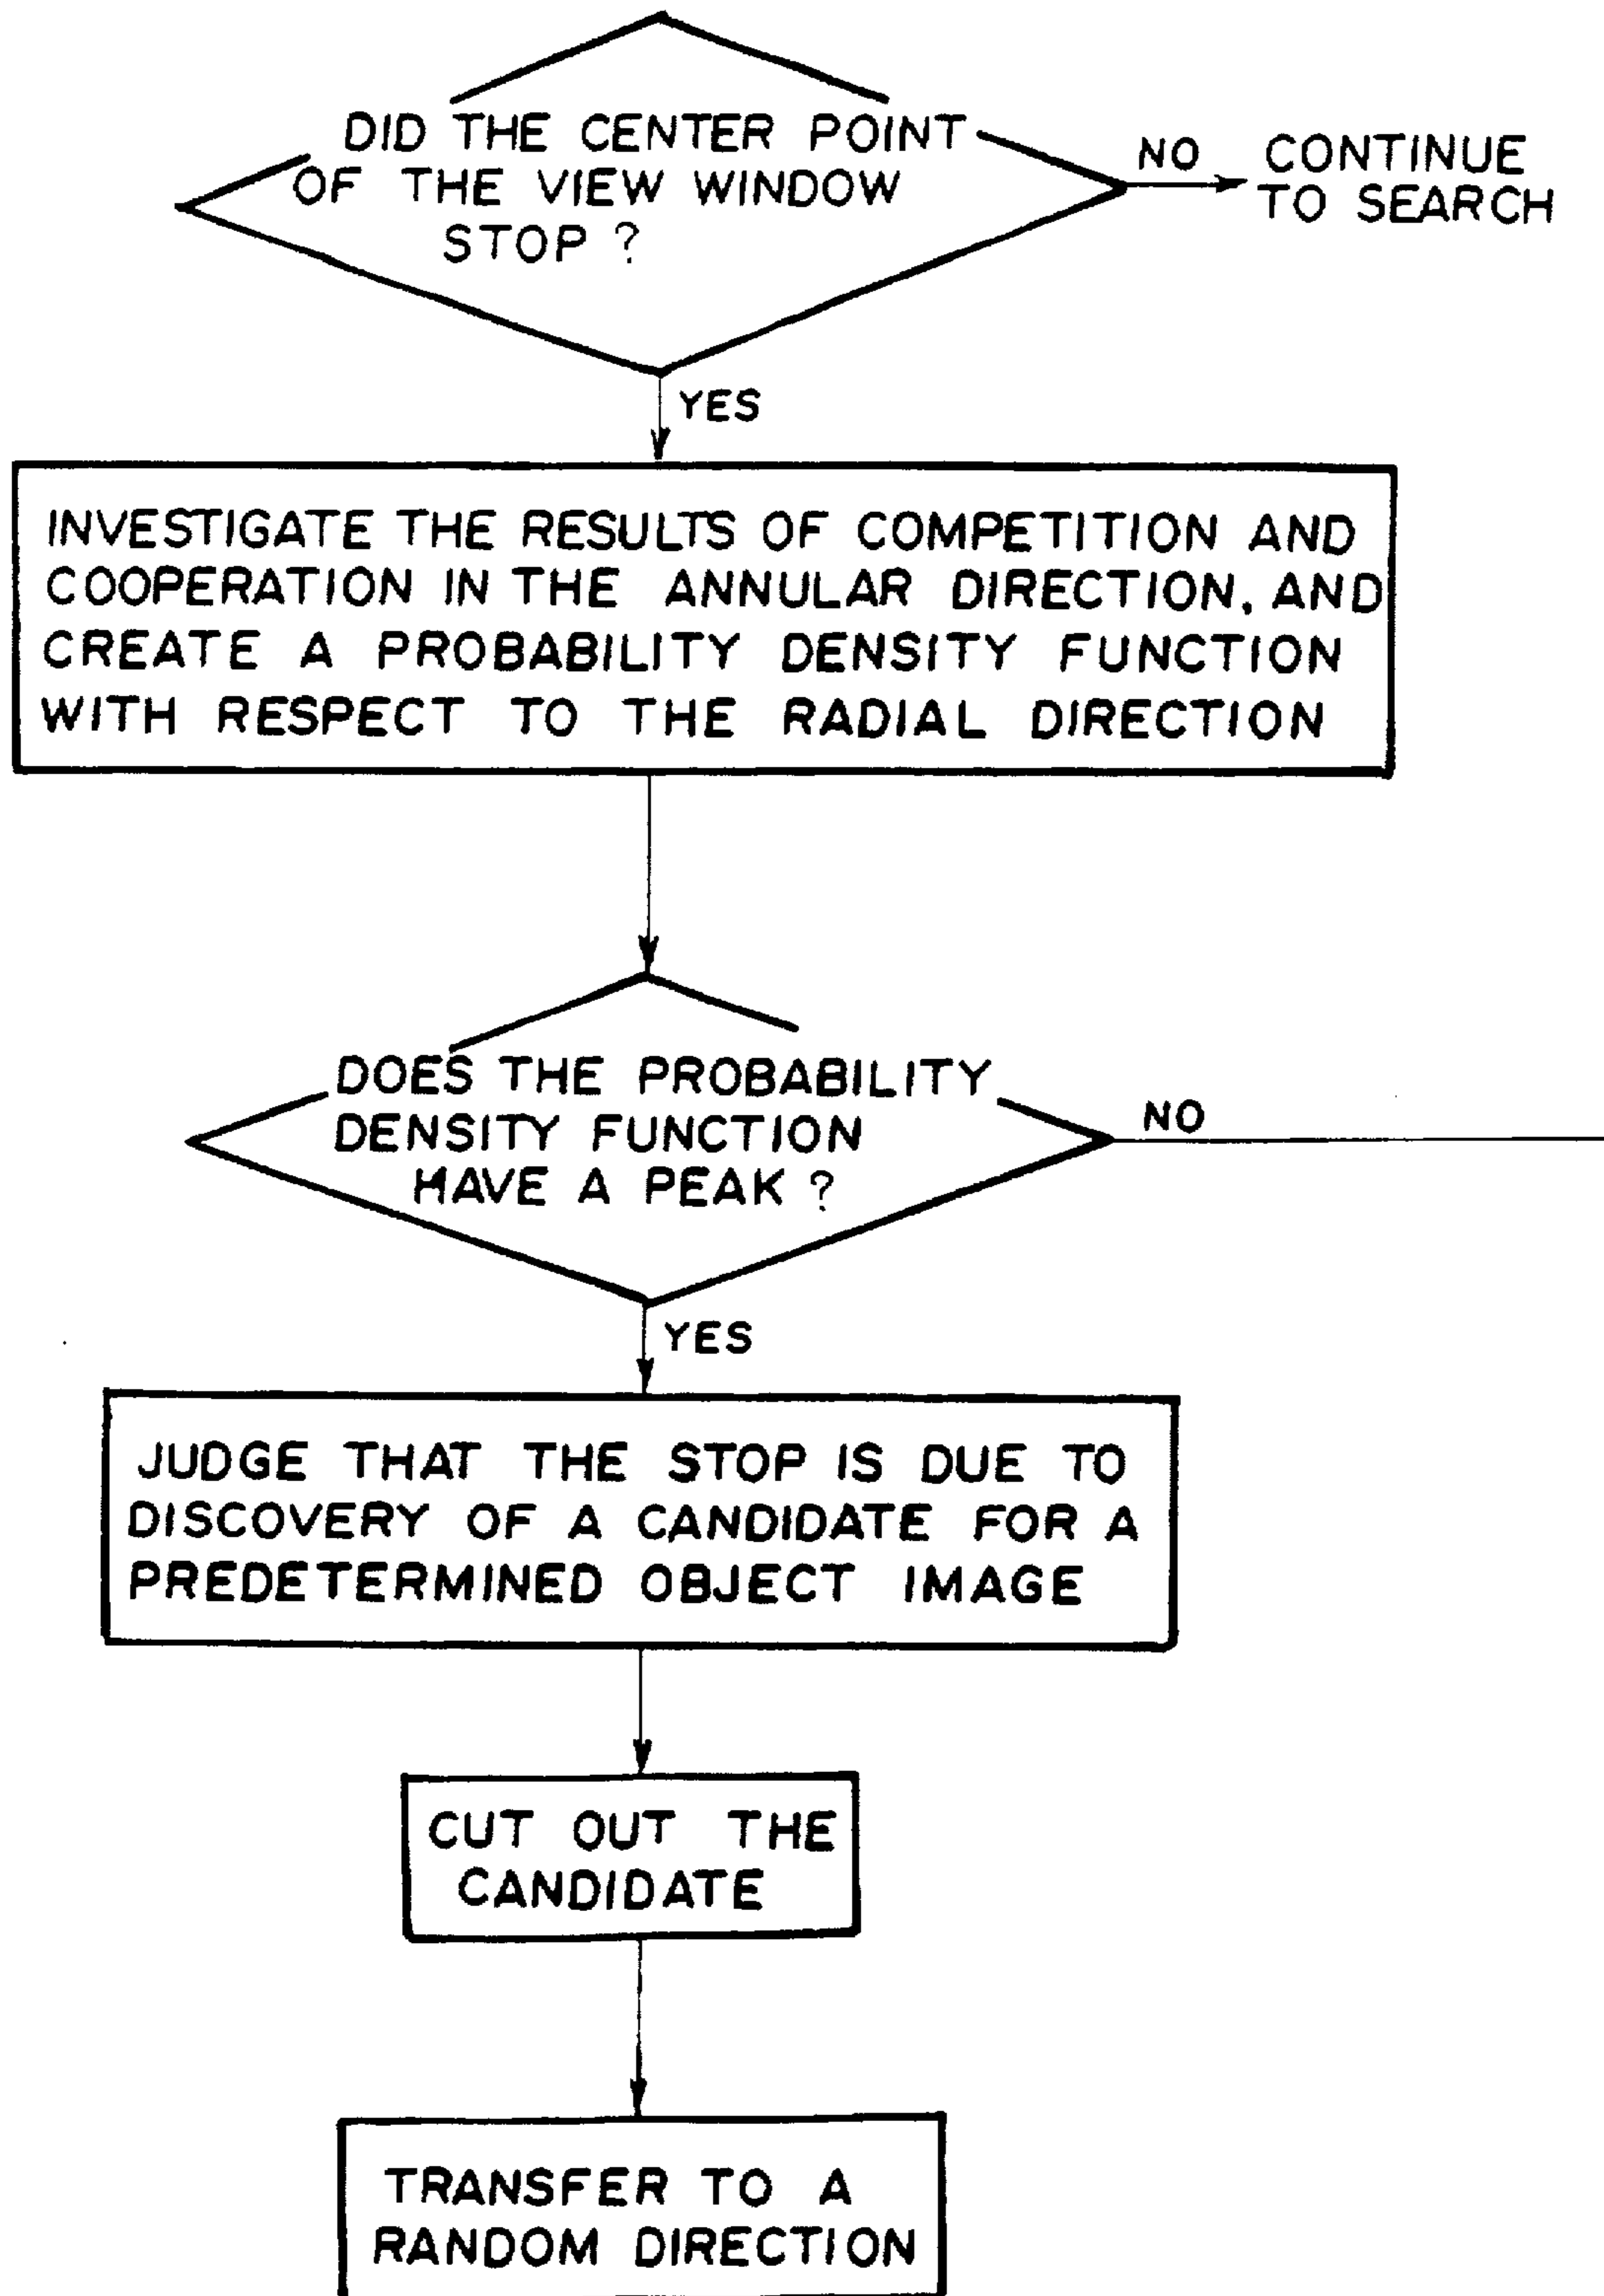 DID THE CENTER POINT
OF THE VIEW WINDOW
STOP ?
NO
CONTINUE
TO SEARCH
YES
INVESTIGATE THE RESULTS OF COMPETITION AND
COOPERATION IN THE ANNULAR DIRECTION, AND
CREATE A PROBABILITY DENSITY FUNCTION
WITH RESPECT TO THE RADIAL DIRECTION
DOES THE PROBABILITY
DENSITY FUNCTION
HAVE A PEAK ?
NO
YES
JUDGE THAT THE STOP IS DUE TO
DISCOVERY OF A CANDIDATE FOR A
PREDETERMINED OBJECT IMAGE
CUT OUT THE
CANDIDATE
TRANSFER TO A
RANDOM DIRECTION